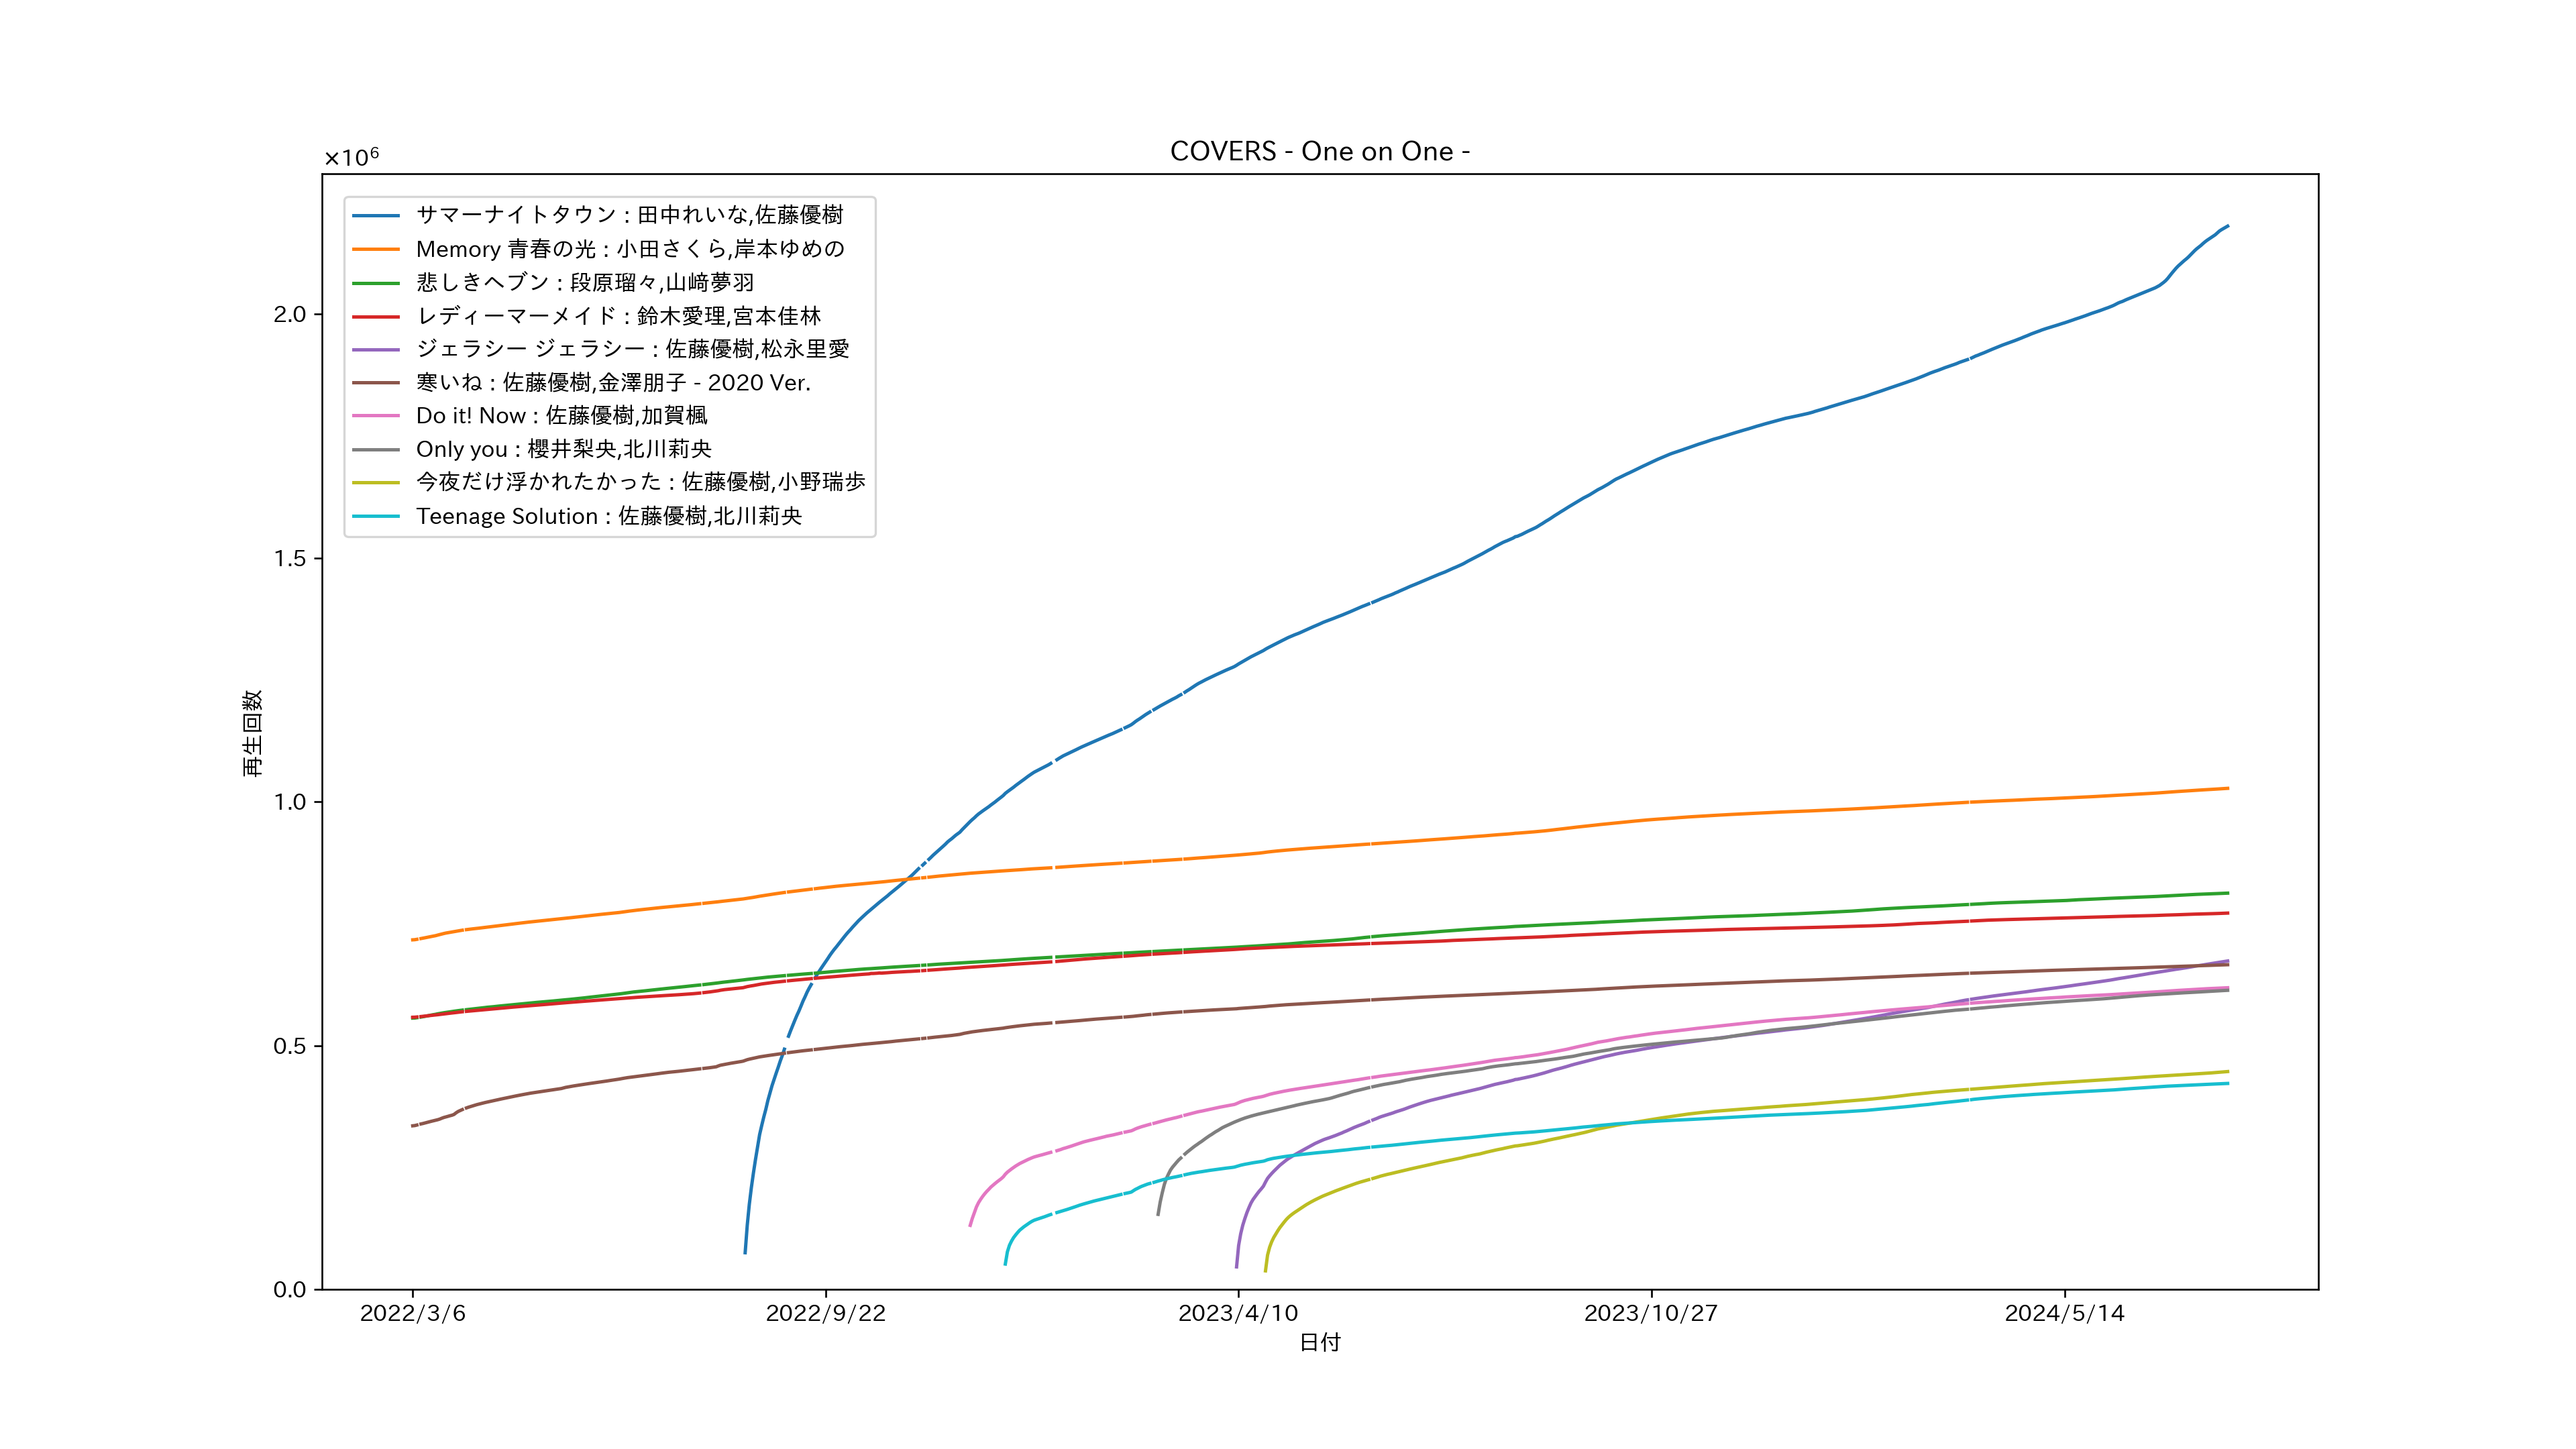 COVERS - One on One -
×10⁶
サマーナイトタウン : 田中れいな,佐藤優樹
Memory 青春の光 : 小田さくら,岸本ゆめの
悲しきヘブン : 段原瑠々,山﨑夢羽
レディーマーメイド : 鈴木愛理,宮本佳林
ジェラシー ジェラシー : 佐藤優樹,松永里愛
寒いね : 佐藤優樹,金澤朋子 - 2020 Ver.
Do it! Now : 佐藤優樹,加賀楓
Only you : 櫻井梨央,北川莉央
今夜だけ浮かれたかった : 佐藤優樹,小野瑞歩
Teenage Solution : 佐藤優樹,北川莉央
2.0
1.5
1.0
0.5
0.0
再生回数
2022/3/6
2022/9/22
2023/4/10
2023/10/27
2024/5/14
日付